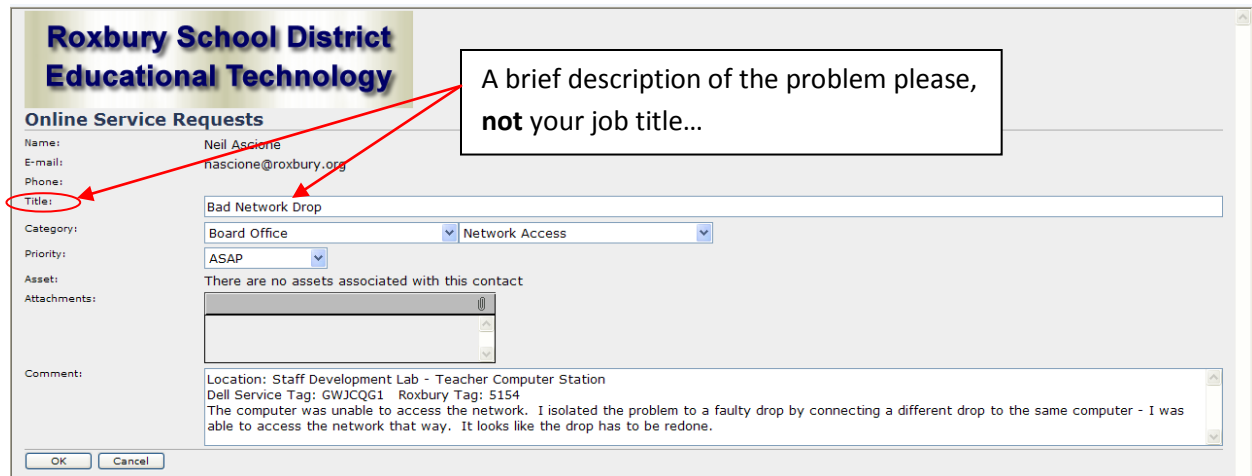 Roxbury School District
Educational Technology
A brief description of the problem please,
not your job title…
Online Service Requests
Name: Neil Ascione
E-mail: nascione@roxbury.org
Phone:
Title: Bad Network Drop
Category: Board Office Network Access
Priority: ASAP
Asset: There are no assets associated with this contact
Attachments:
Comment: Location: Staff Development Lab - Teacher Computer Station
Dell Service Tag: GWJCQG1 Roxbury Tag: 5154
The computer was unable to access the network. I isolated the problem to a faulty drop by connecting a different drop to the same computer - I was
able to access the network that way. It looks like the drop has to be redone.
OK Cancel